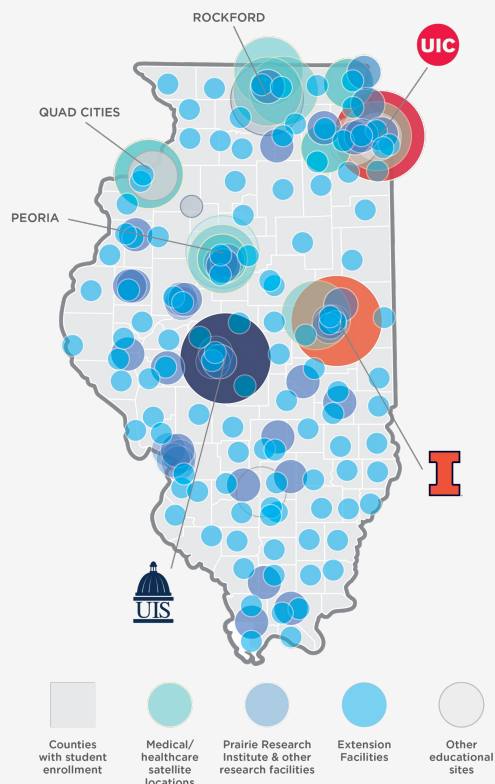 ROCKFORD
UIC
QUAD CITIES
PEORIA
I
UIS
Counties
with student
enrollment
Medical/
healthcare
satellite
locations
Prairie Research
Institute & other
research facilities
Extension
Facilities
Other
educational
sites